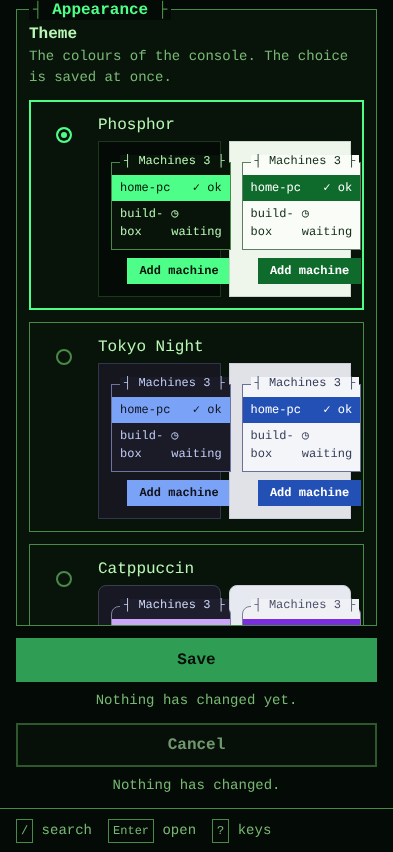 Appearance
Theme
The colours of the console. The choice
is saved at once.
Phosphor
Machines 3 Machines 3
home-pc ✓ ok home-pc ✓ ok
build- ◷ build- ◷
box waiting box waiting
Add machine Add machine
Tokyo Night
Machines 3 Machines 3
home-pc ✓ ok home-pc ✓ ok
build- ◷ build- ◷
box waiting box waiting
Add machine Add machine
Catppuccin
Machines 3 Machines 3
Save
Nothing has changed yet.
Cancel
Nothing has changed.
/ search Enter open ? keys